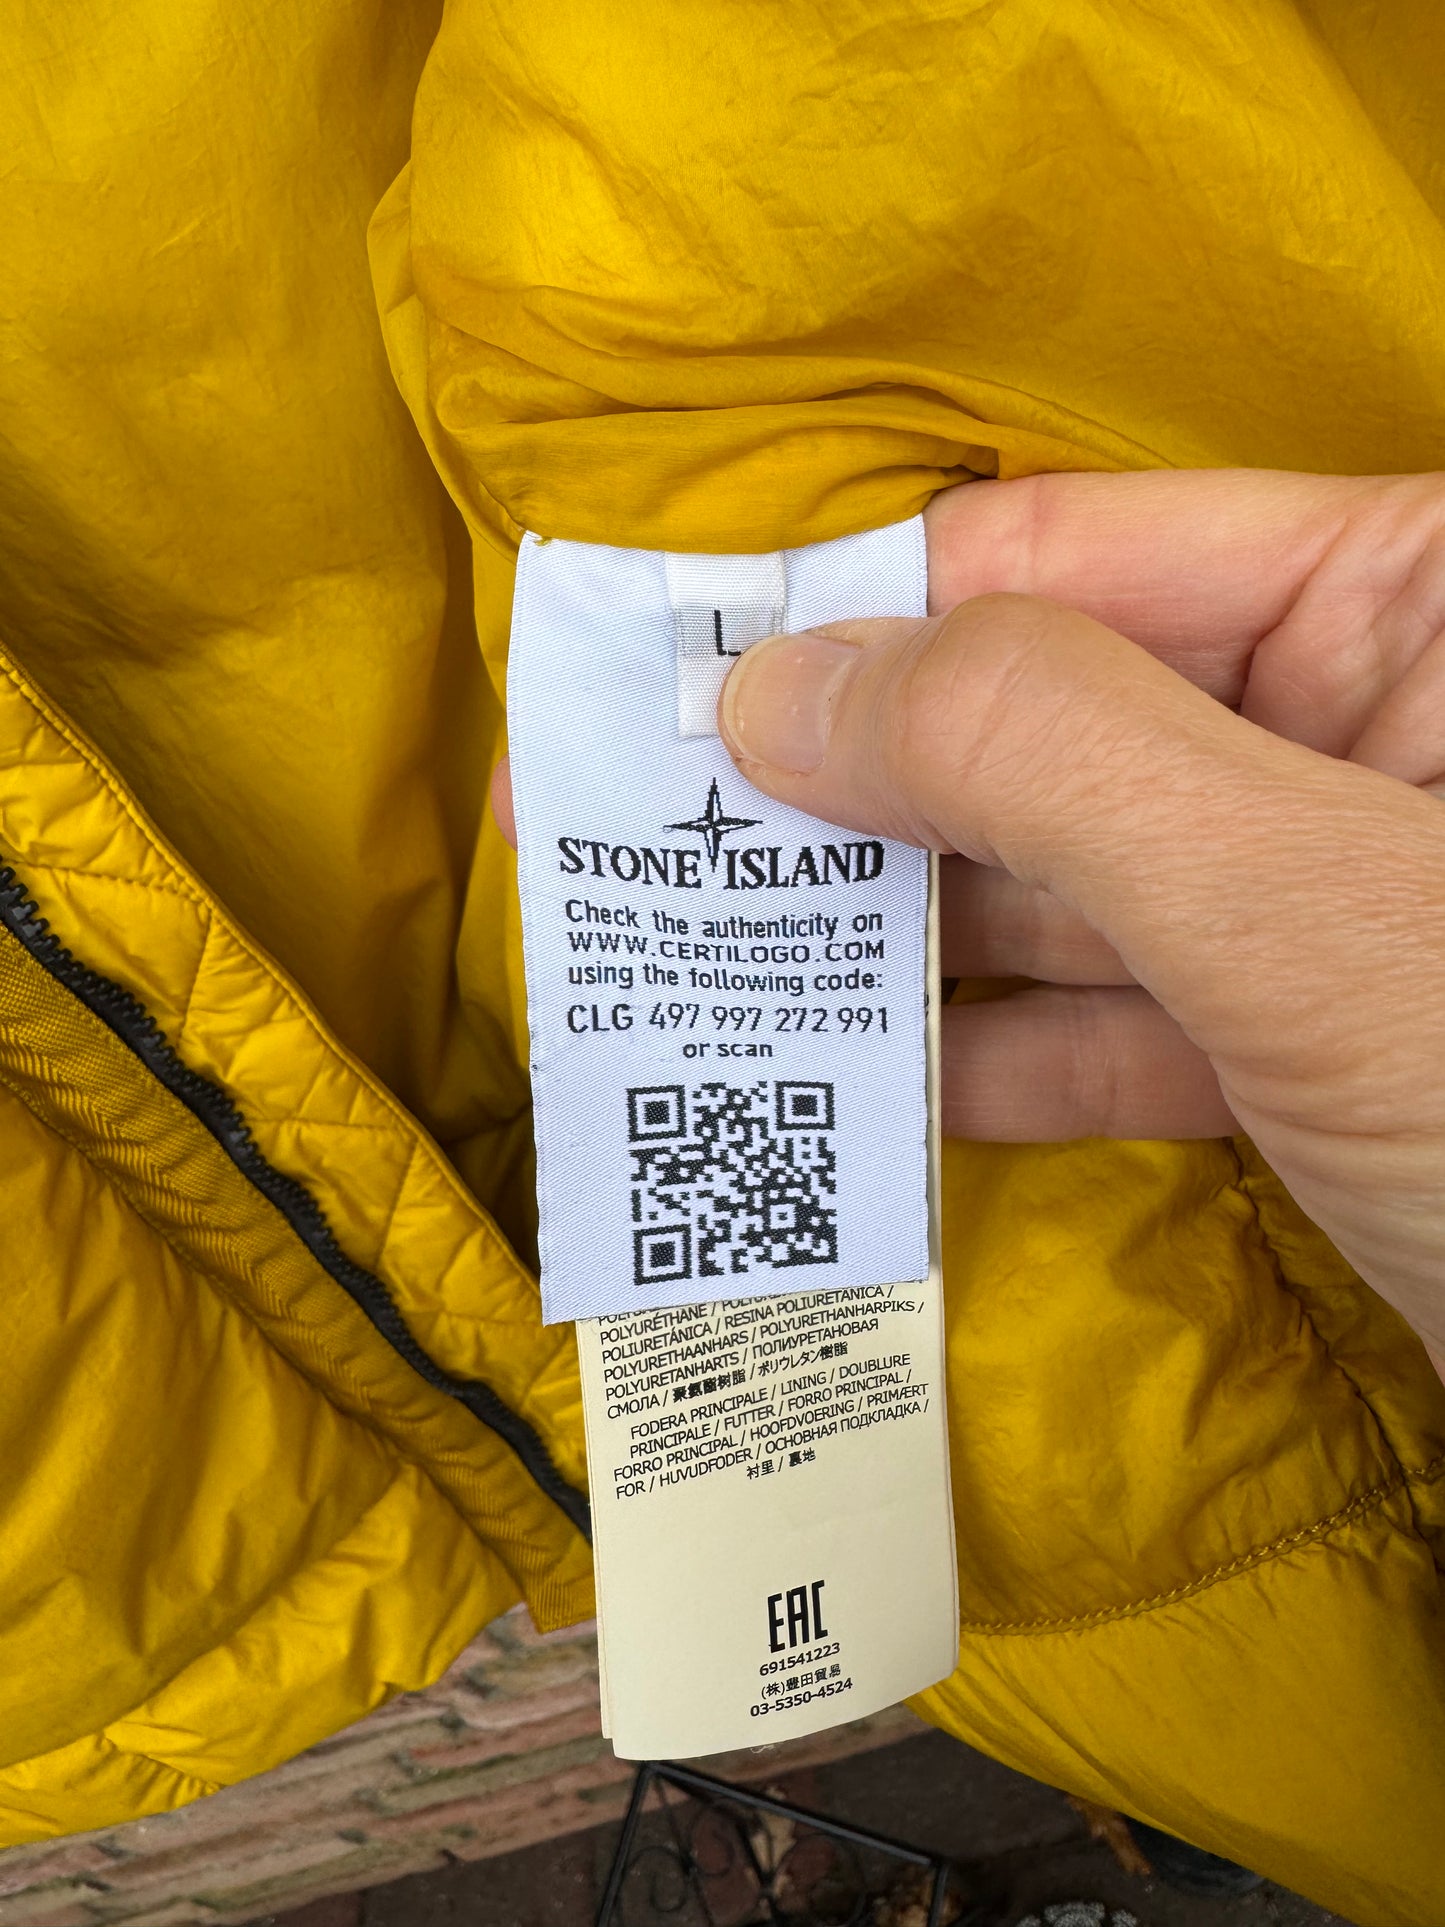 L
STONE ISLAND
Check the authenticity on
WWW.CERTILOGO.COM
using the following code:
CLG 497 997 272 991
or scan
POLYURÉTHANE /
POLIURETÁNICA / RESINA POLIURETÂNICA /
POLYURETHAANHARS / POLYURETHANHARPIKS /
POLYURETANHARTS / ПОЛИУРЕТАНОВАЯ
СМОЛА / 聚氨酯树脂 / ポリウレタン樹脂
FODERA PRINCIPALE / LINING / DOUBLURE
PRINCIPALE / FUTTER / FORRO PRINCIPAL /
FORRO PRINCIPAL / HOOFDVOERING / PRIMÆRT
FOR / HUVUDFODER / ОСНОВНАЯ ПОДКЛАДКА /
衬里 / 裏地
EAC
691541223
(株)豊田貿易
03-5350-4524